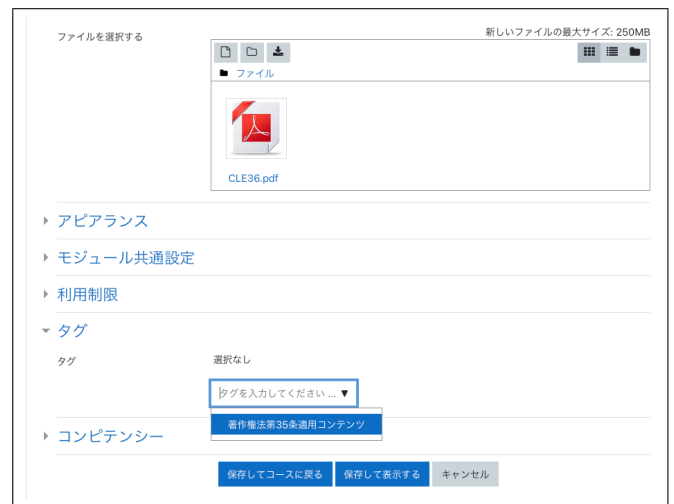 ファイルを選択する
新しいファイルの最大サイズ: 250MB
ファイル
CLE36.pdf
アピアランス
モジュール共通設定
利用制限
タグ
タグ
選択なし
タグを入力してください ... ▼
著作権法第35条適用コンテンツ
コンピテンシー
保存してコースに戻る 保存して表示する キャンセル